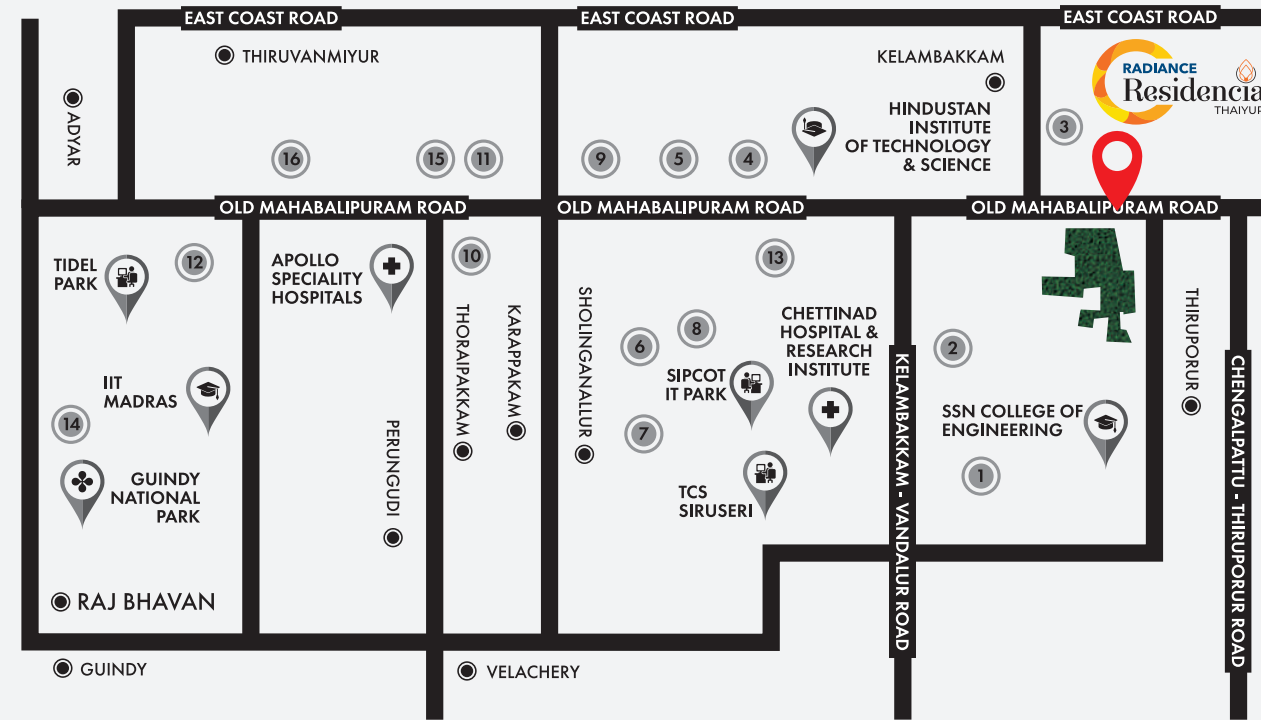 EAST COAST ROAD
EAST COAST ROAD
EAST COAST ROAD
THIRUVANMIYUR
KELAMBAKKAM
RADIANCE
Residencia
THAIYUR
ADYAR
HINDUSTAN
INSTITUTE
OF TECHNOLOGY
& SCIENCE
3
16
15
11
9
5
4
OLD MAHABALIPURAM ROAD
OLD MAHABALIPURAM ROAD
OLD MAHABALIPURAM ROAD
TIDEL
PARK
12
APOLLO
SPECIALITY
HOSPITALS
10
13
THORAIPAKKAM
KARAPPAKAM
SHOLINGANALLUR
6
8
CHETTINAD
HOSPITAL &
RESEARCH
INSTITUTE
2
THIRUPORUR
IIT
MADRAS
SIPCOT
IT PARK
14
PERUNGUDI
7
SSN COLLEGE OF
ENGINEERING
KELAMBAKKAM - VANDALUR ROAD
CHENGALPATTU - THIRUPORUR ROAD
GUINDY
NATIONAL
PARK
TCS
SIRUSERI
1
RAJ BHAVAN
GUINDY
VELACHERY